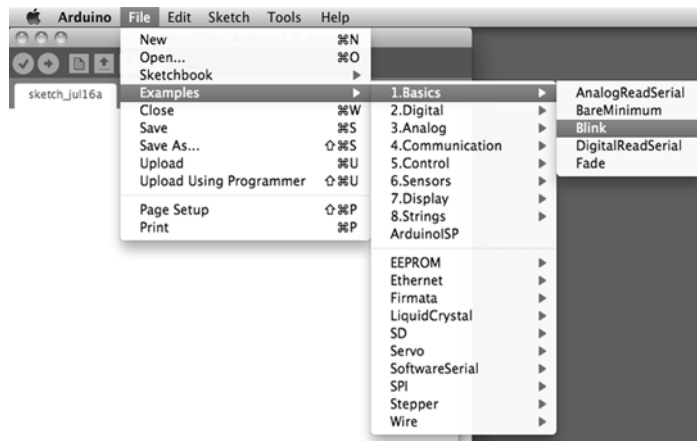 Arduino File Edit Sketch Tools Help
sketch_jul16a
New ⌘N
Open... ⌘O
Sketchbook
Examples
Close ⌘W
Save ⌘S
Save As... ⇧⌘S
Upload ⌘U
Upload Using Programmer ⇧⌘U
Page Setup ⇧⌘P
Print ⌘P
1.Basics
2.Digital
3.Analog
4.Communication
5.Control
6.Sensors
7.Display
8.Strings
ArduinoISP
EEPROM
Ethernet
Firmata
LiquidCrystal
SD
Servo
SoftwareSerial
SPI
Stepper
Wire
AnalogReadSerial
BareMinimum
Blink
DigitalReadSerial
Fade